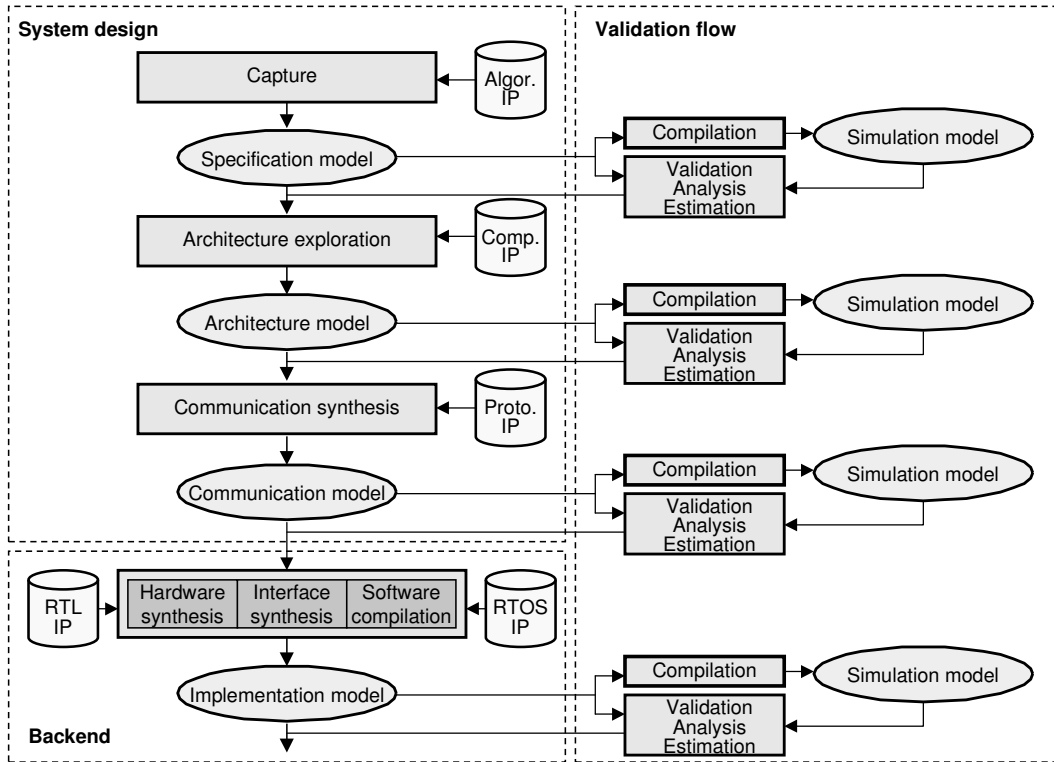 System design
Validation flow
Capture
Algor.
IP
Compilation
Simulation model
Specification model
Validation
Analysis
Estimation
Architecture exploration
Comp.
IP
Compilation
Simulation model
Architecture model
Validation
Analysis
Estimation
Communication synthesis
Proto.
IP
Compilation
Simulation model
Communication model
Validation
Analysis
Estimation
RTL
IP
Hardware
synthesis
Interface
synthesis
Software
compilation
RTOS
IP
Compilation
Simulation model
Implementation model
Validation
Analysis
Estimation
Backend